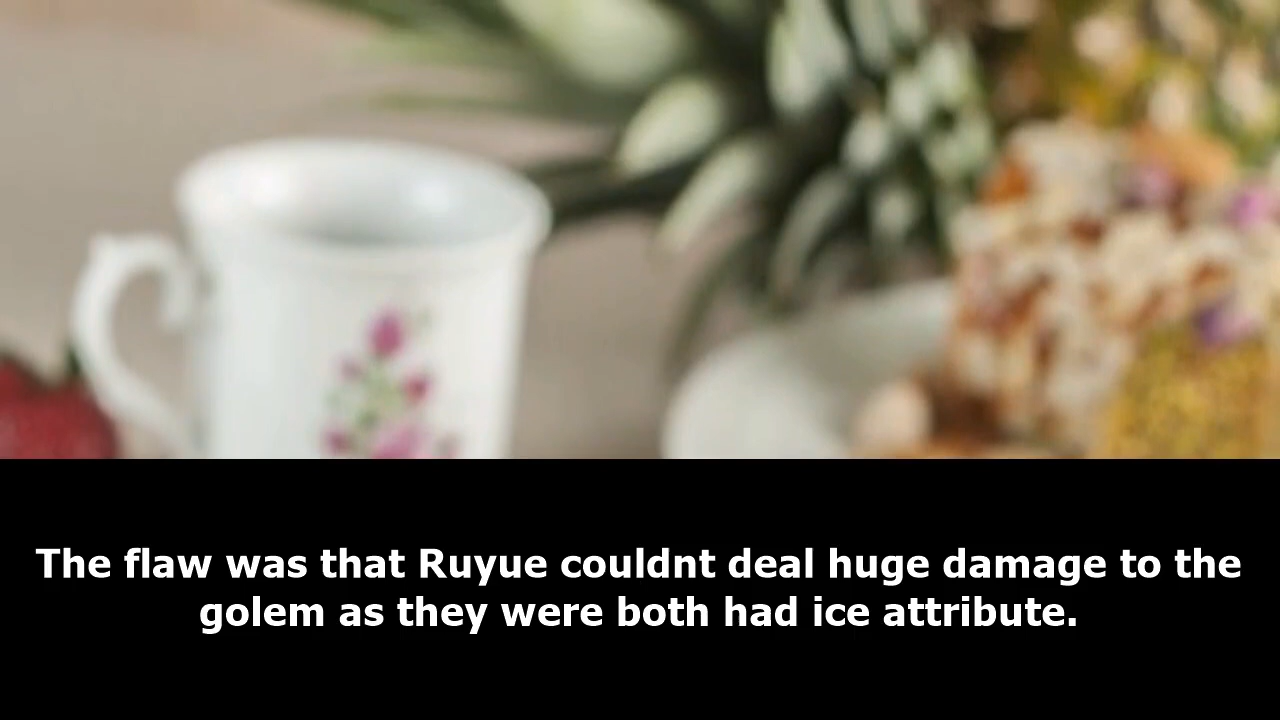 The flaw was that Ruyue couldnt deal huge damage to the
golem as they were both had ice attribute.